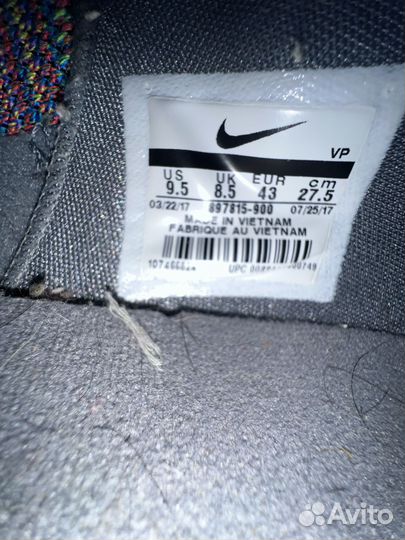 VP
US UK EUR cm
9.5 8.5 43 27.5
03/22/17 897815-900 07/25/17
MADE IN VIETNAM
FABRIQUE AU VIETNAM
UPC
Avito